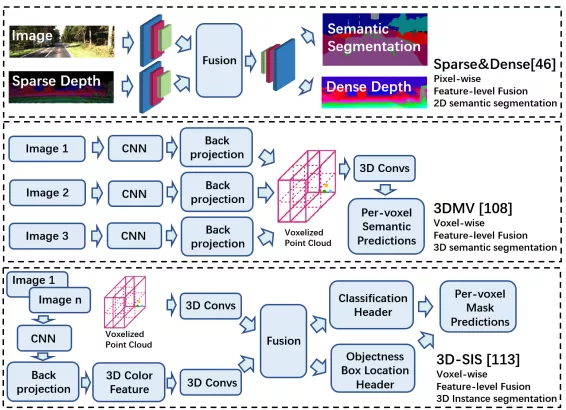 Image
Sparse Depth
Fusion
Semantic
Segmentation
Dense Depth
Sparse&Dense[46]
Pixel-wise
Feature-level Fusion
2D semantic segmentation
Image 1
CNN
Back
projection
Image 2
CNN
Back
projection
Image 3
CNN
Back
projection
Voxelized
Point Cloud
3D Convs
Per-voxel
Semantic
Predictions
3DMV [108]
Voxel-wise
Feature-level Fusion
3D semantic segmentation
Image 1
Image n
CNN
Back
projection
Voxelized
Point Cloud
3D Color
Feature
3D Convs
3D Convs
Fusion
Classification
Header
Objectness
Box Location
Header
Per-voxel
Mask
Predictions
3D-SIS [113]
Voxel-wise
Feature-level Fusion
3D Instance segmentation